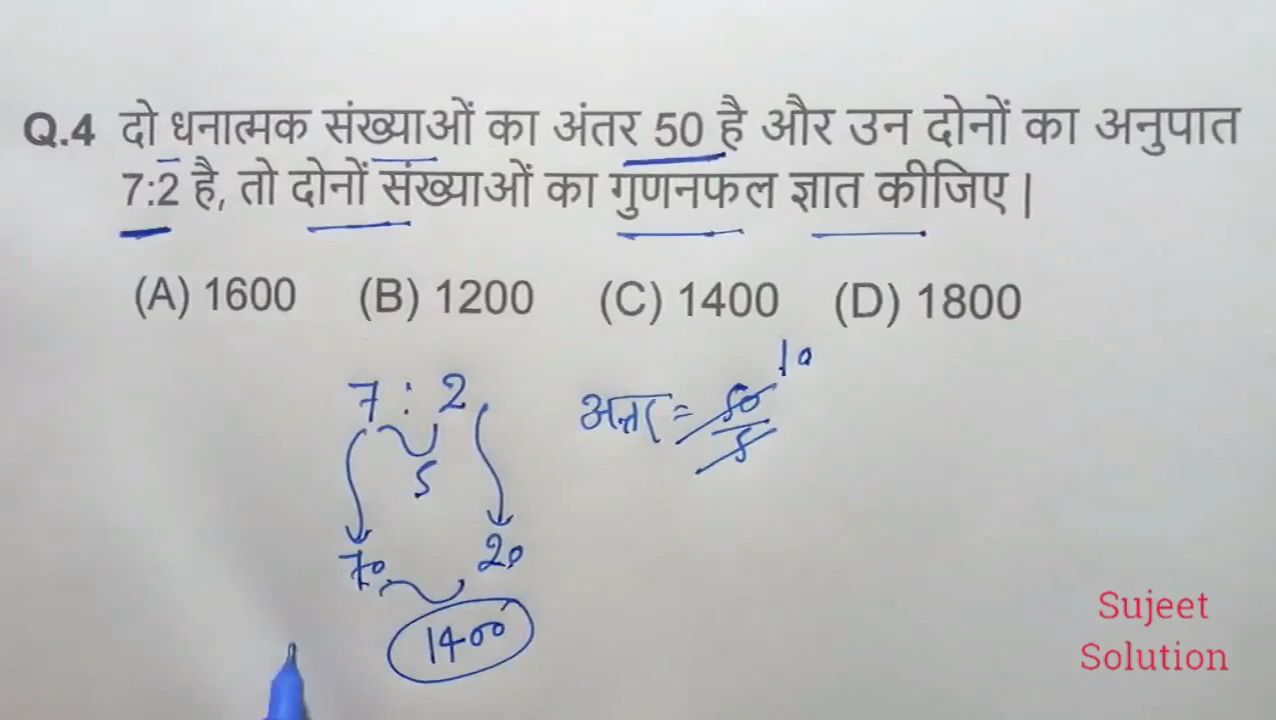 Q.4 दो धनात्मक संख्याओं का अंतर 50 है और उन दोनों का अनुपात
7:2 है, तो दोनों संख्याओं का गुणनफल ज्ञात कीजिए |
(A) 1600 (B) 1200 (C) 1400 (D) 1800
10
7 : 2 अन्तर = 50
5 5
70 20
1400
Sujeet
Solution